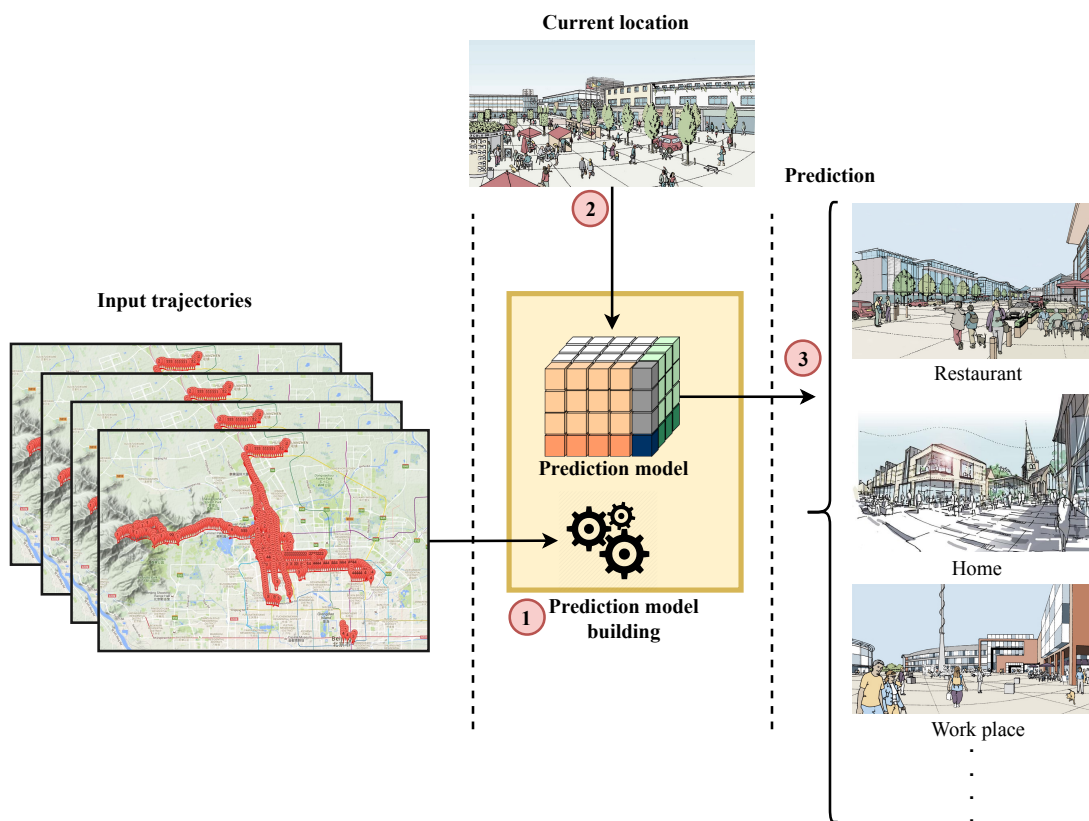 Current location
2
Prediction
Input trajectories
3
Restaurant
Prediction model
Home
1
Prediction model
building
Work place